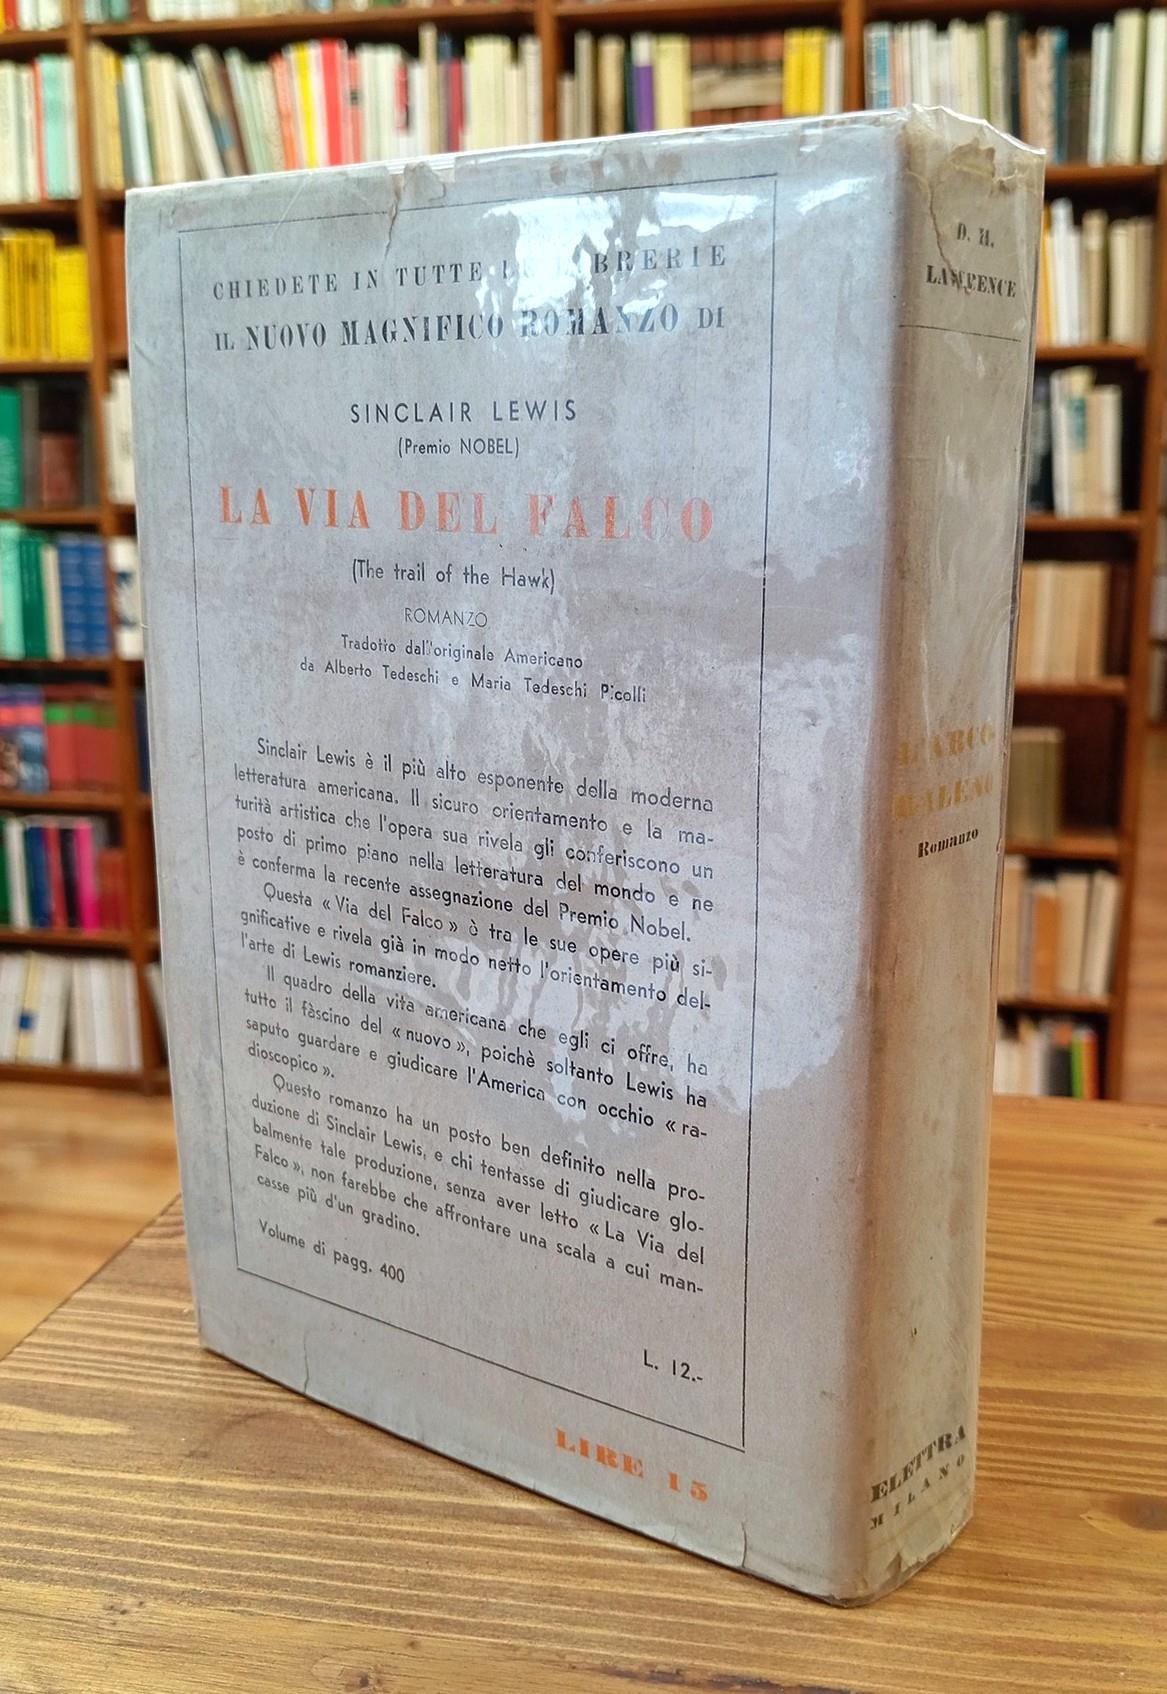 CHIEDETE IN TUTTE LE LIBRERIE
IL NUOVO MAGNIFICO ROMANZO DI
SINCLAIR LEWIS
(Premio NOBEL)
LA VIA DEL FALCO
(The trail of the Hawk)
ROMANZO
Tradotto dall'originale Americano
da Alberto Tedeschi e Maria Tedeschi Picolli
Sinclair Lewis è il più alto esponente della moderna
letteratura americana. Il sicuro orientamento e la ma-
turità artistica che l'opera sua rivela gli conferiscono un
posto di primo piano nella letteratura del mondo e ne
è conferma la recente assegnazione del Premio Nobel.
Questa « Via del Falco » è tra le sue opere più si-
gnificative e rivela già in modo netto l'orientamento del-
l'arte di Lewis romanziere.
Il quadro della vita americana che egli ci offre, ha
tutto il fàscino del « nuovo », poichè soltanto Lewis ha
saputo guardare e giudicare l'America con occhio « ra-
dioscopico ».
Questo romanzo ha un posto ben definito nella pro-
duzione di Sinclair Lewis, e chi tentasse di giudicare glo-
balmente tale produzione, senza aver letto « La Via del
Falco », non farebbe che affrontare una scala a cui man-
casse più d'un gradino.
Volume di pagg. 400
L. 12.-
LIRE 15
D. H.
LAWRENCE
L'ARCO
BALENO
Romanzo
ELETTRA
MILANO